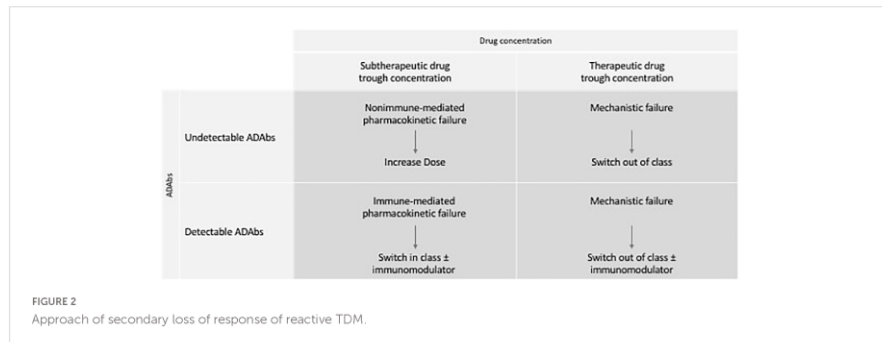 Drug concentration
Subtherapeutic drug
trough concentration
Therapeutic drug
trough concentration
ADAbs
Undetectable ADAbs
Nonimmune-mediated
pharmacokinetic failure
Increase Dose
Mechanistic failure
Switch out of class
Detectable ADAbs
Immune-mediated
pharmacokinetic failure
Switch in class ±
immunomodulator
Mechanistic failure
Switch out of class ±
immunomodulator
FIGURE 2
Approach of secondary loss of response of reactive TDM.